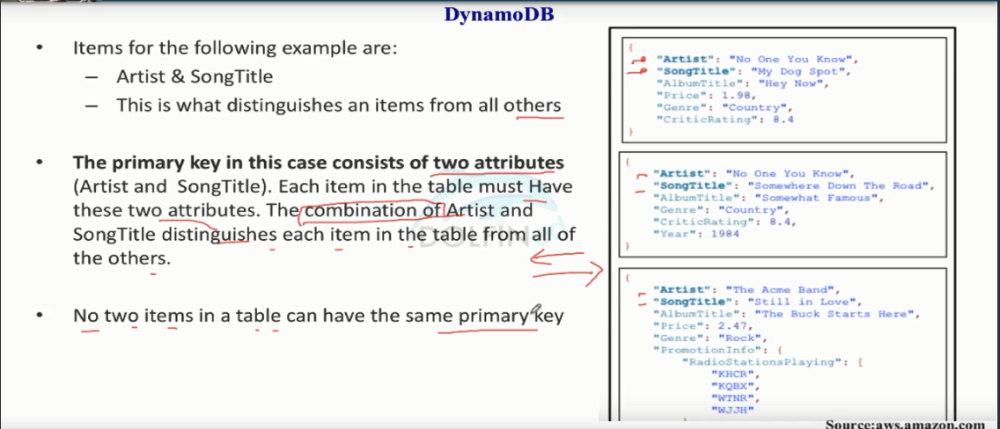 DynamoDB
• Items for the following example are:
– Artist & SongTitle
– This is what distinguishes an items from all others
• The primary key in this case consists of two attributes
(Artist and SongTitle). Each item in the table must Have
these two attributes. The combination of Artist and
SongTitle distinguishes each item in the table from all of
the others.
• No two items in a table can have the same primary key
DOLFIN
{
"Artist": "No One You Know",
"SongTitle": "My Dog Spot",
"AlbumTitle": "Hey Now",
"Price": 1.98,
"Genre": "Country",
"CriticRating": 8.4
}
{
"Artist": "No One You Know",
"SongTitle": "Somewhere Down The Road",
"AlbumTitle": "Somewhat Famous",
"Genre": "Country",
"CriticRating": 8.4,
"Year": 1984
}
{
"Artist": "The Acme Band",
"SongTitle": "Still in Love",
"AlbumTitle": "The Buck Starts Here",
"Price": 2.47,
"Genre": "Rock",
"PromotionInfo": {
"RadioStationsPlaying": [
"KHCR",
"KQBX",
"WTNR",
"WJJH"
Source:aws.amazon.com